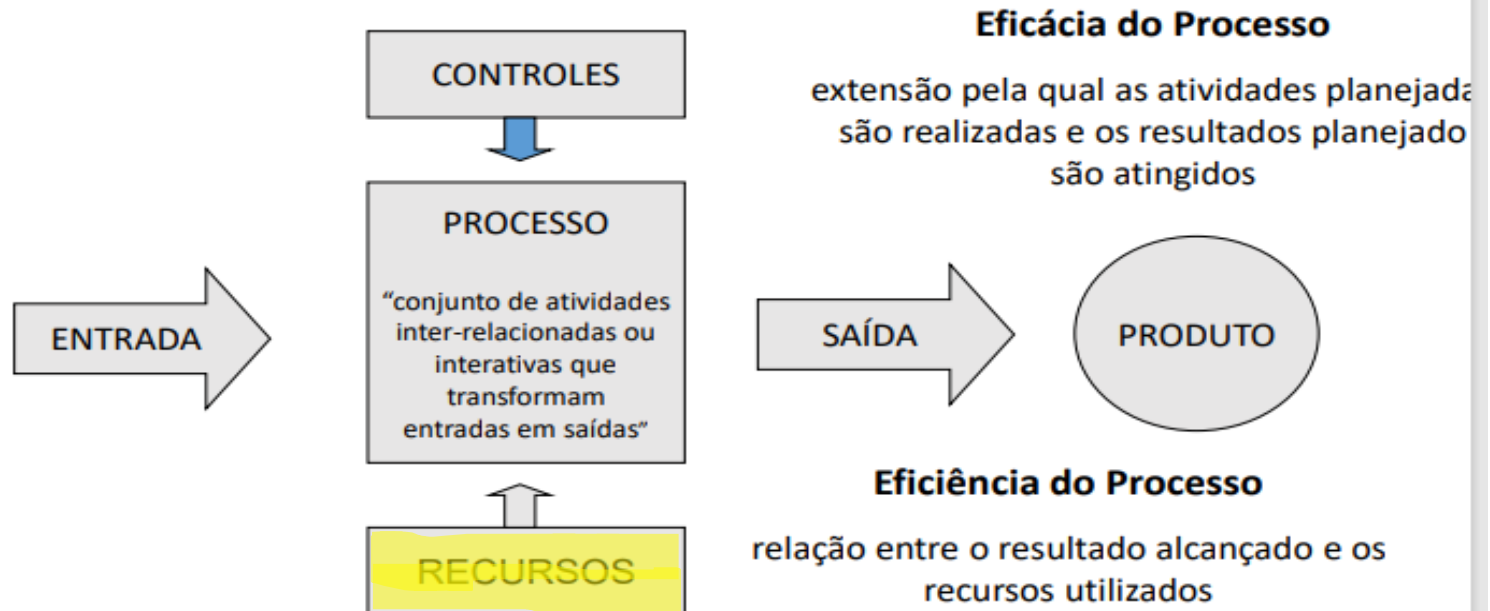 Eficácia do Processo
CONTROLES
extensão pela qual as atividades planejada
são realizadas e os resultados planejado
são atingidos
PROCESSO
“conjunto de atividades
inter-relacionadas ou
interativas que
transformam
entradas em saídas”
ENTRADA
SAÍDA
PRODUTO
Eficiência do Processo
relação entre o resultado alcançado e os
recursos utilizados
RECURSOS